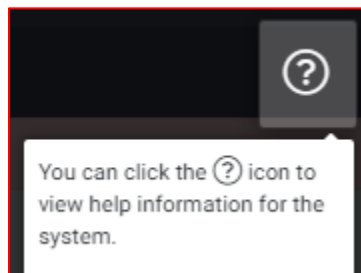 ?
You can click the ? icon to
view help information for the
system.